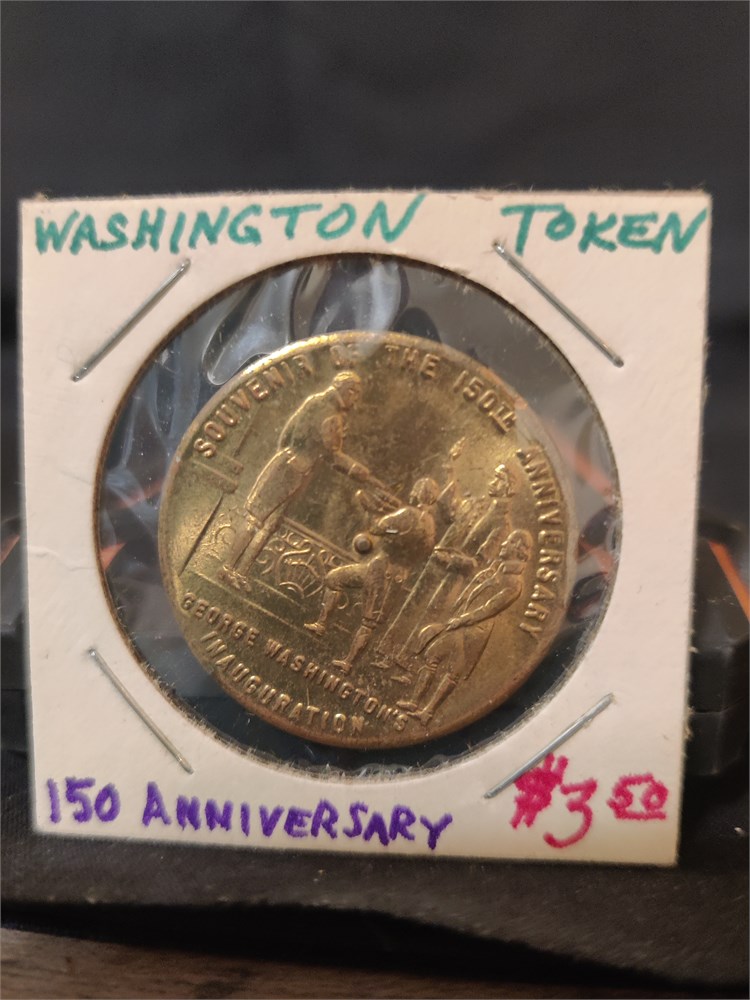 WASHINGTON TOKEN
SOUVENIR OF THE 150TH ANNIVERSARY
GEORGE WASHINGTON'S
INAUGURATION
150 ANNIVERSARY
$3.50